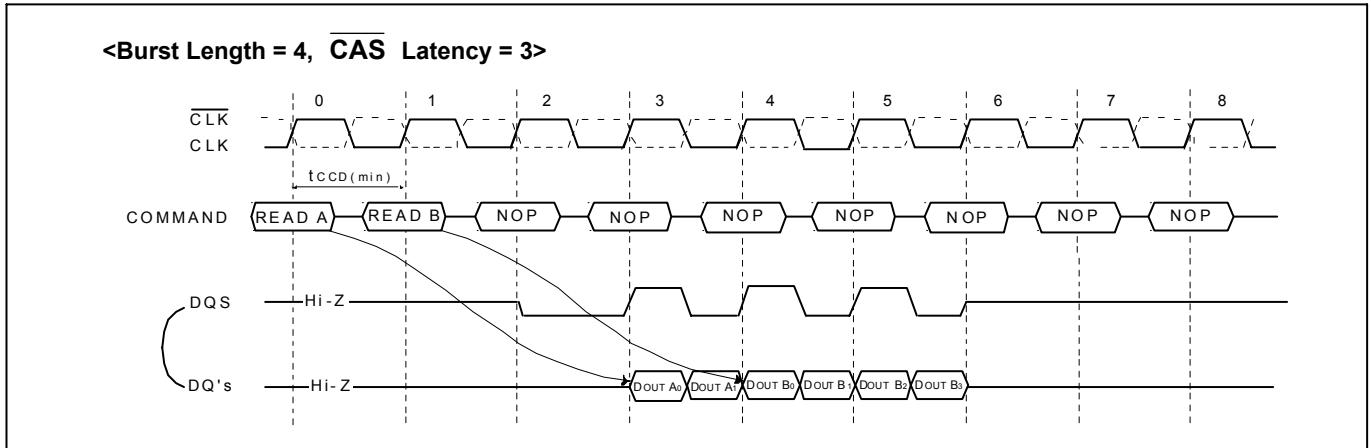 <Burst Length = 4, CAS Latency = 3>
0 1 2 3 4 5 6 7 8
CLK
CLK
tCCD(min)
COMMAND READ A READ B NOP NOP NOP NOP NOP NOP NOP
DQS Hi-Z
DQ's Hi-Z DOUT A0 DOUT A1 DOUT B0 DOUT B1 DOUT B2 DOUT B3